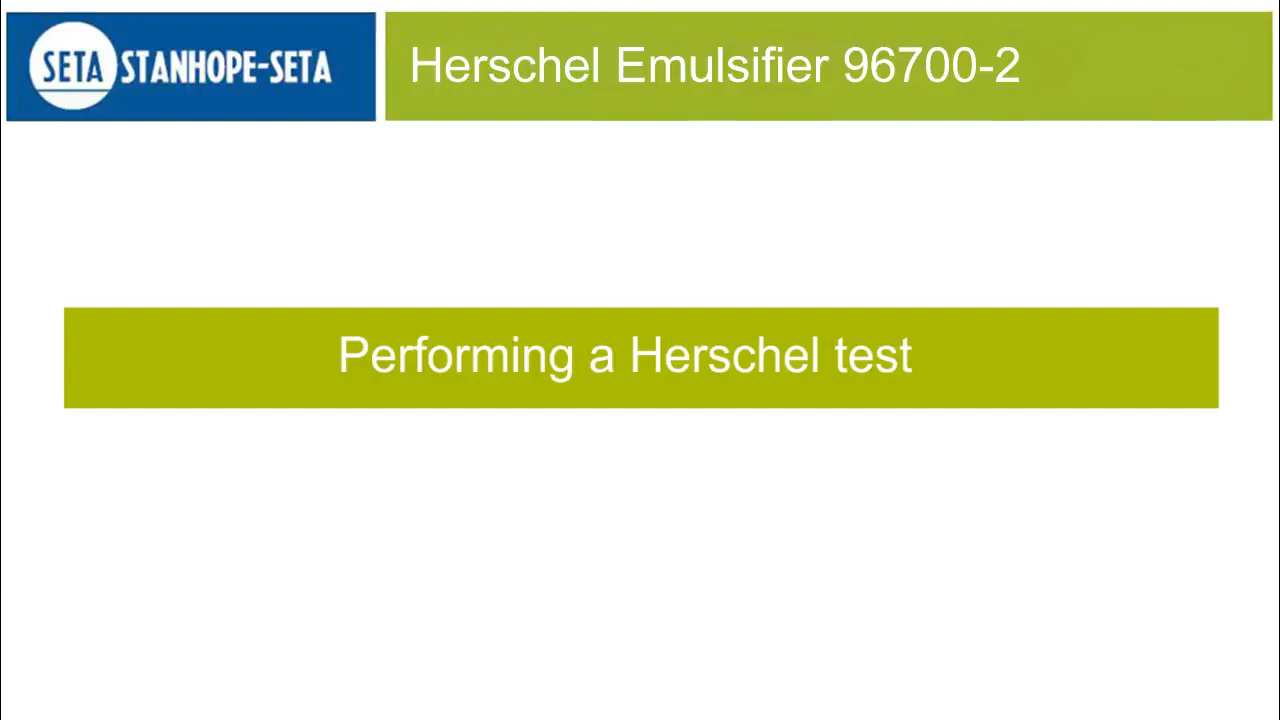 SETA STANHOPE-SETA
Herschel Emulsifier 96700-2
Performing a Herschel test